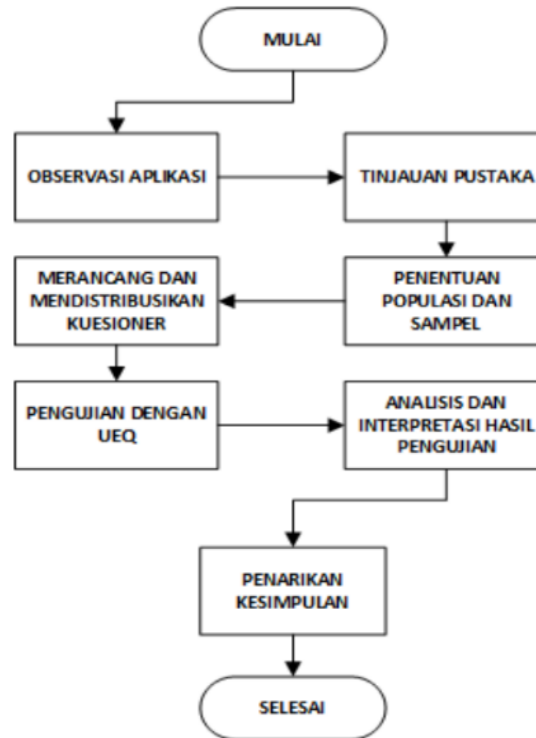 MULAI
OBSERVASI APLIKASI
TINJAUAN PUSTAKA
PENENTUAN
POPULASI DAN
SAMPEL
MERANCANG DAN
MENDISTRIBUSIKAN
KUESIONER
PENGUJIAN DENGAN
UEQ
ANALISIS DAN
INTERPRETASI HASIL
PENGUJIAN
PENARIKAN
KESIMPULAN
SELESAI